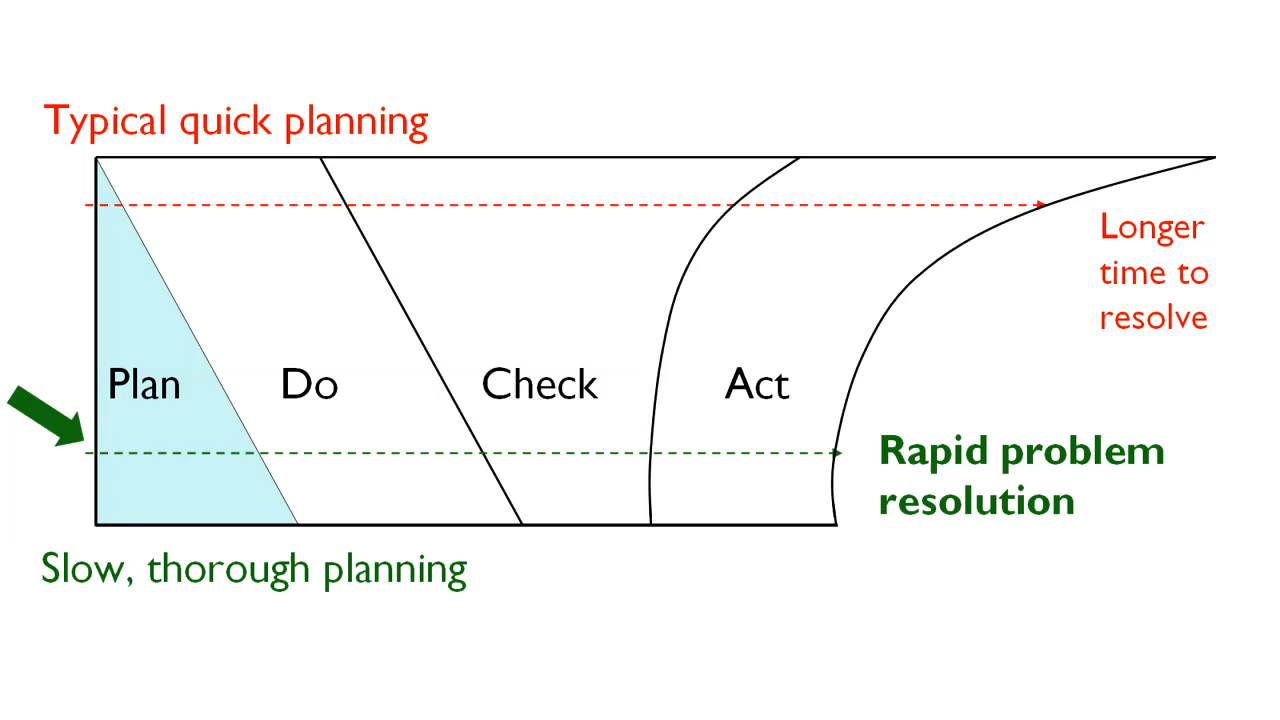 Typical quick planning
Longer
time to
resolve
Plan
Do
Check
Act
Rapid problem
resolution
Slow, thorough planning